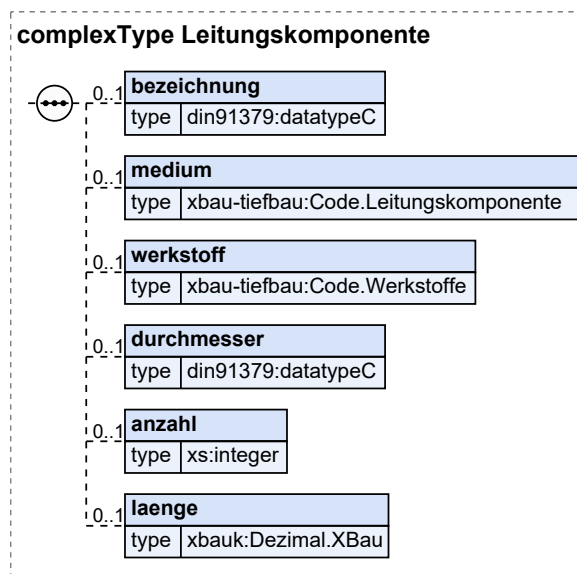 complexType Leitungskomponente
0..1 bezeichnung
type din91379:datatypeC
0..1 medium
type xbau-tiefbau:Code.Leitungskomponente
0..1 werkstoff
type xbau-tiefbau:Code.Werkstoffe
0..1 durchmesser
type din91379:datatypeC
0..1 anzahl
type xs:integer
0..1 laenge
type xbauk:Dezimal.XBau